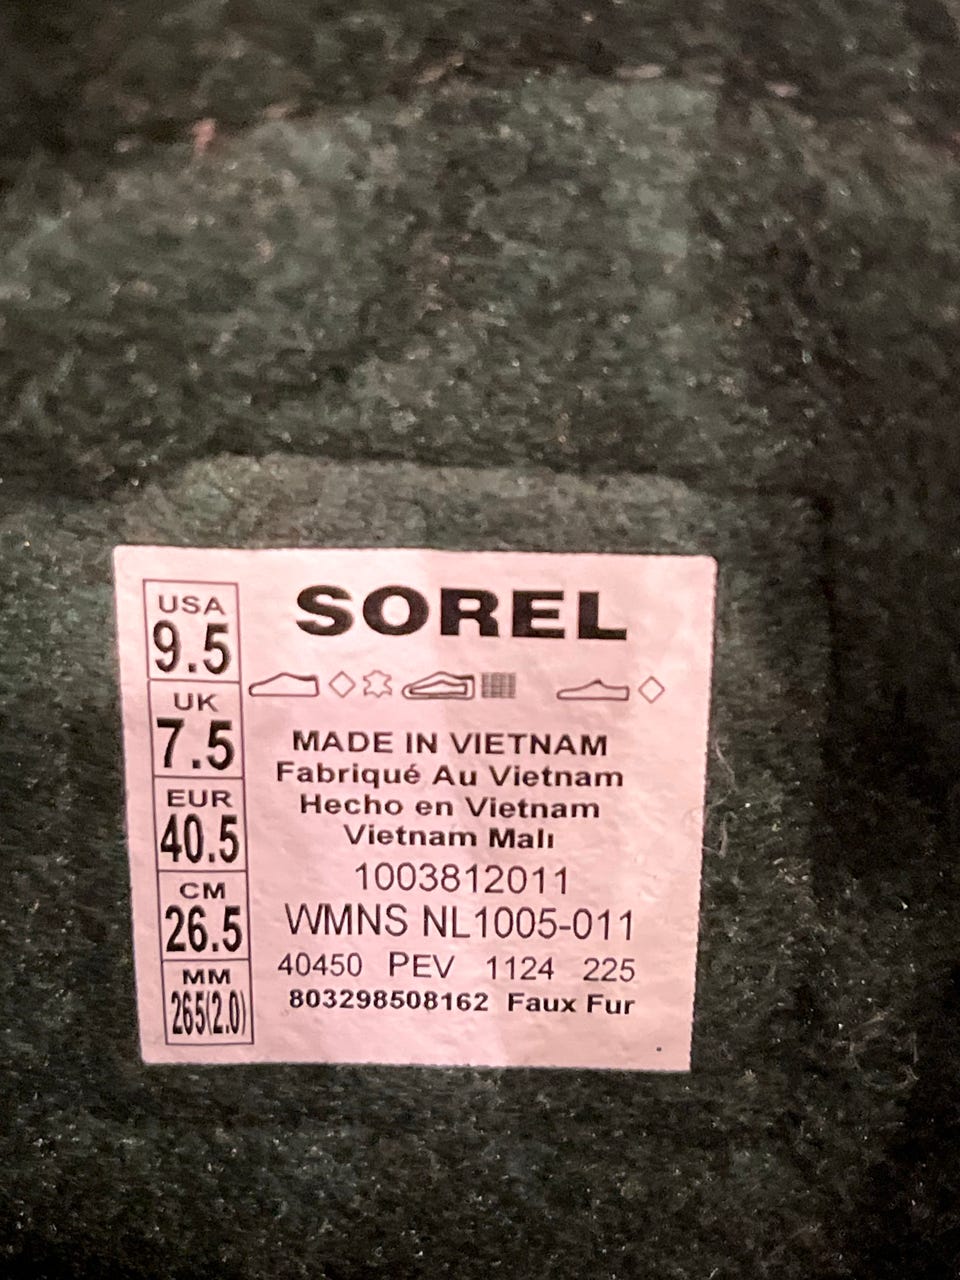 USA
9.5
UK
7.5
EUR
40.5
CM
26.5
MM
265(2.0)
SOREL
MADE IN VIETNAM
Fabriqué Au Vietnam
Hecho en Vietnam
Vietnam Malı
1003812011
WMNS NL1005-011
40450 PEV 1124 225
803298508162 Faux Fur